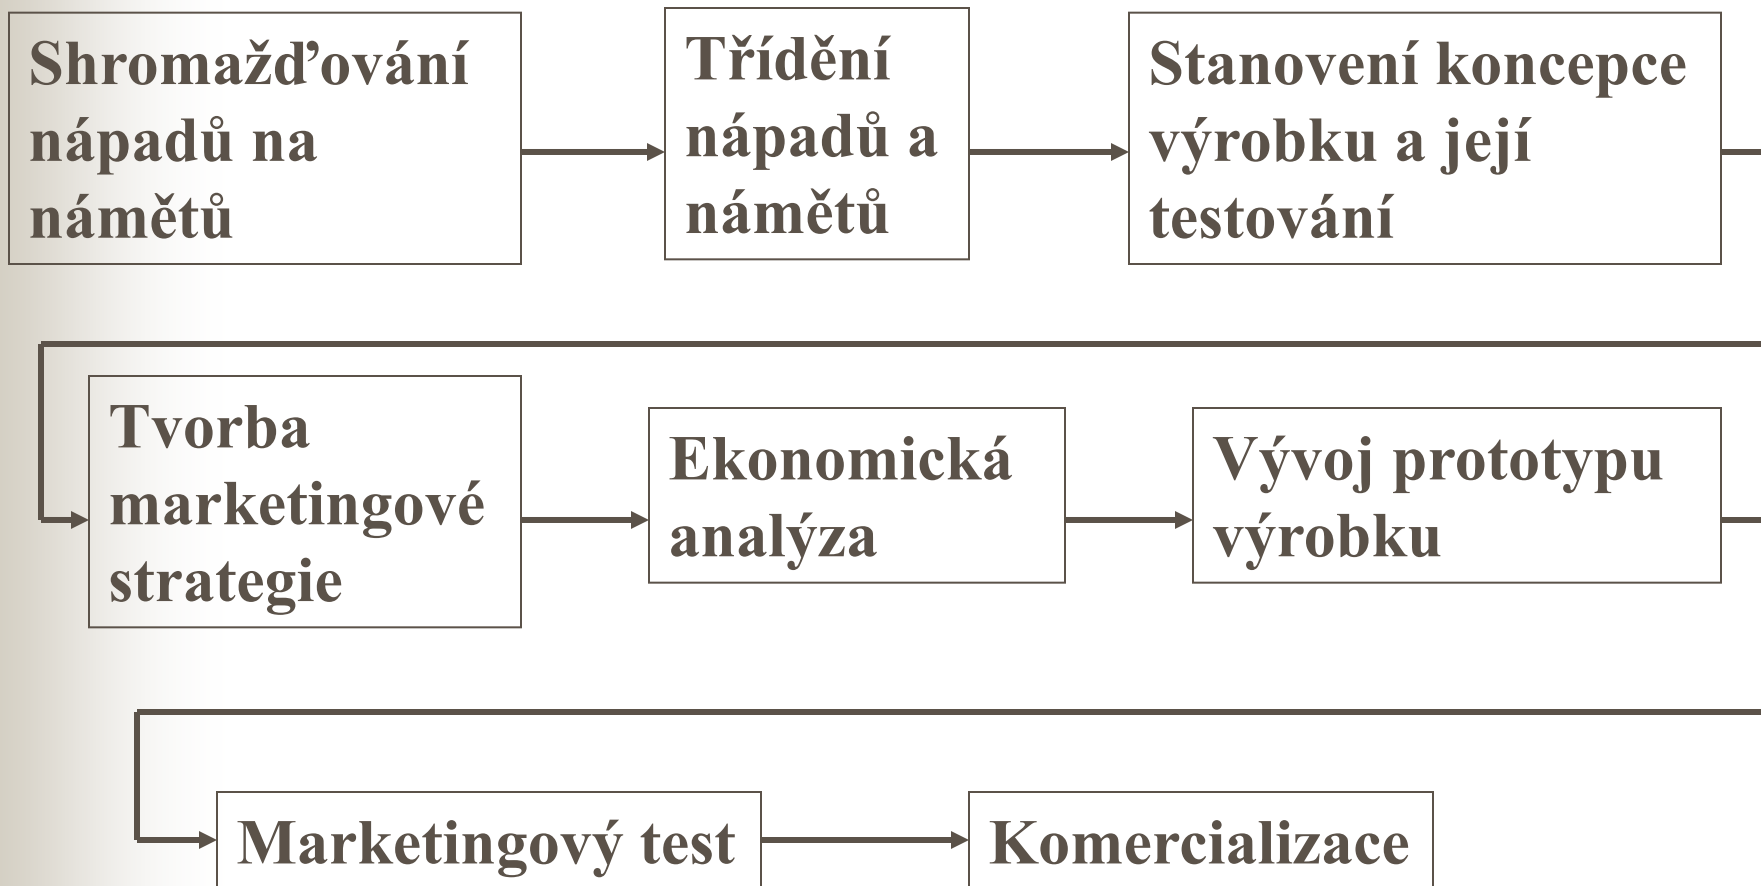 Shromažďování
nápadů na
námětů
Třídění
nápadů a
námětů
Stanovení koncepce
výrobku a její
testování
Tvorba
marketingové
strategie
Ekonomická
analýza
Vývoj prototypu
výrobku
Marketingový test
Komercializace